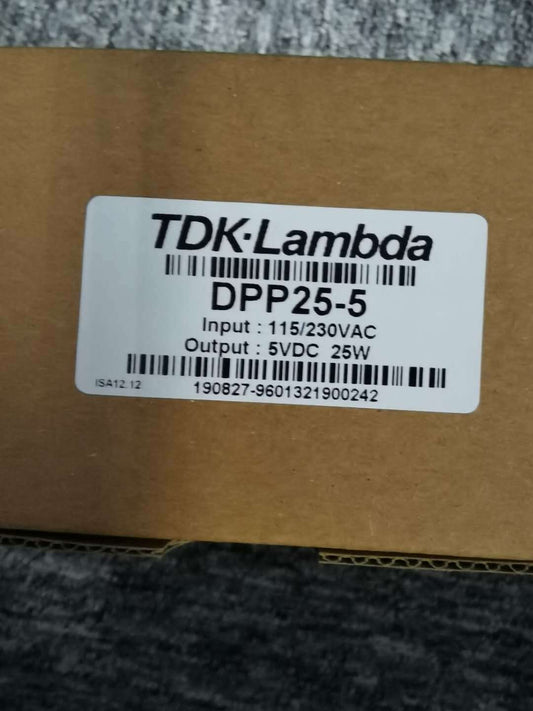 TDK·Lambda
DPP25-5
Input : 115/230VAC
Output : 5VDC 25W
ISA12.12
190827-9601321900242